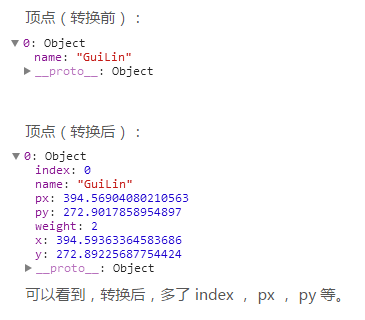 顶点（转换前）：
▼0: Object
name: "GuiLin"
▶__proto__: Object
顶点（转换后）：
▼0: Object
index: 0
name: "GuiLin"
px: 394.56904080210563
py: 272.9017858954897
weight: 2
x: 394.59363364583686
y: 272.89225687754424
▶__proto__: Object
可以看到，转换后，多了 index ， px ， py 等。